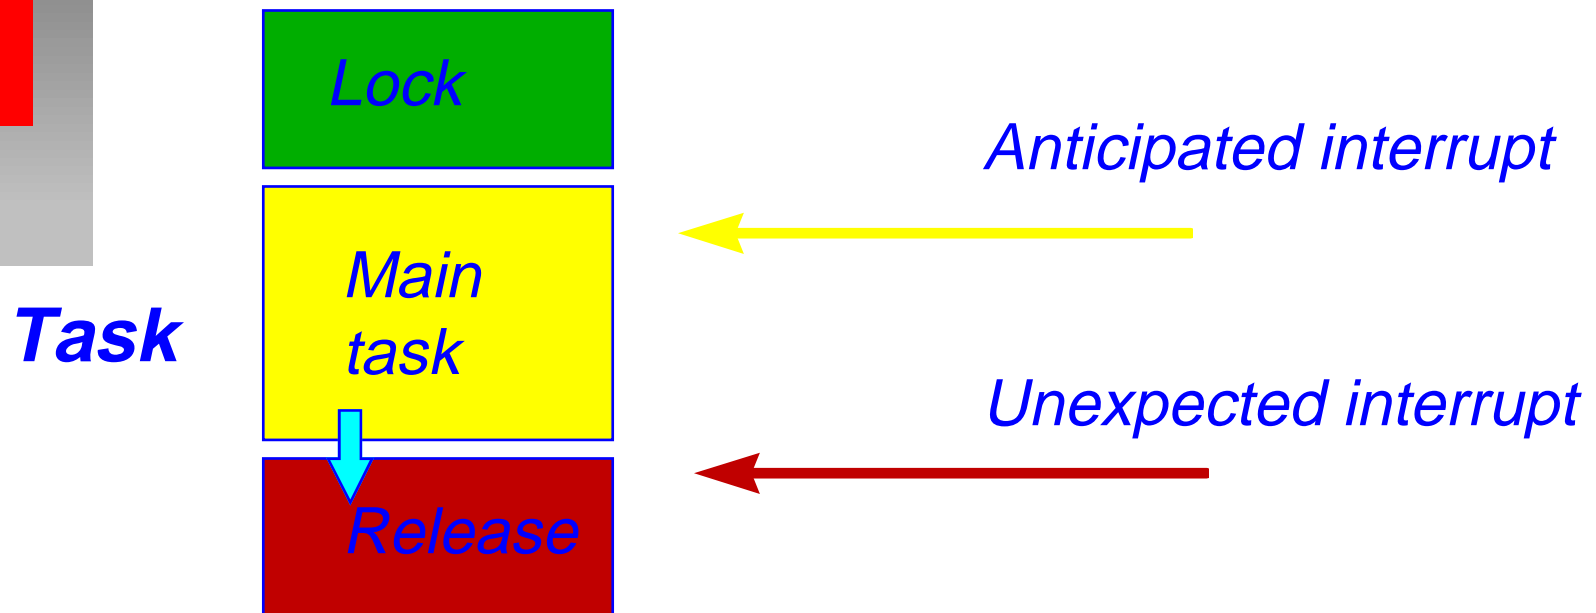 Lock
Anticipated interrupt
Main
task
Task
Unexpected interrupt
Release